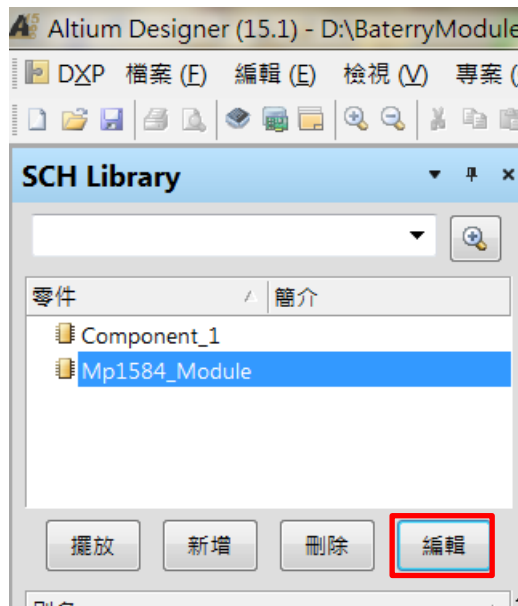 Altium Designer (15.1) - D:\BaterryModule
DXP 檔案 (F) 編輯 (E) 檢視 (V) 專案 (
SCH Library
零件 簡介
Component_1
Mp1584_Module
擺放 新增 刪除 編輯